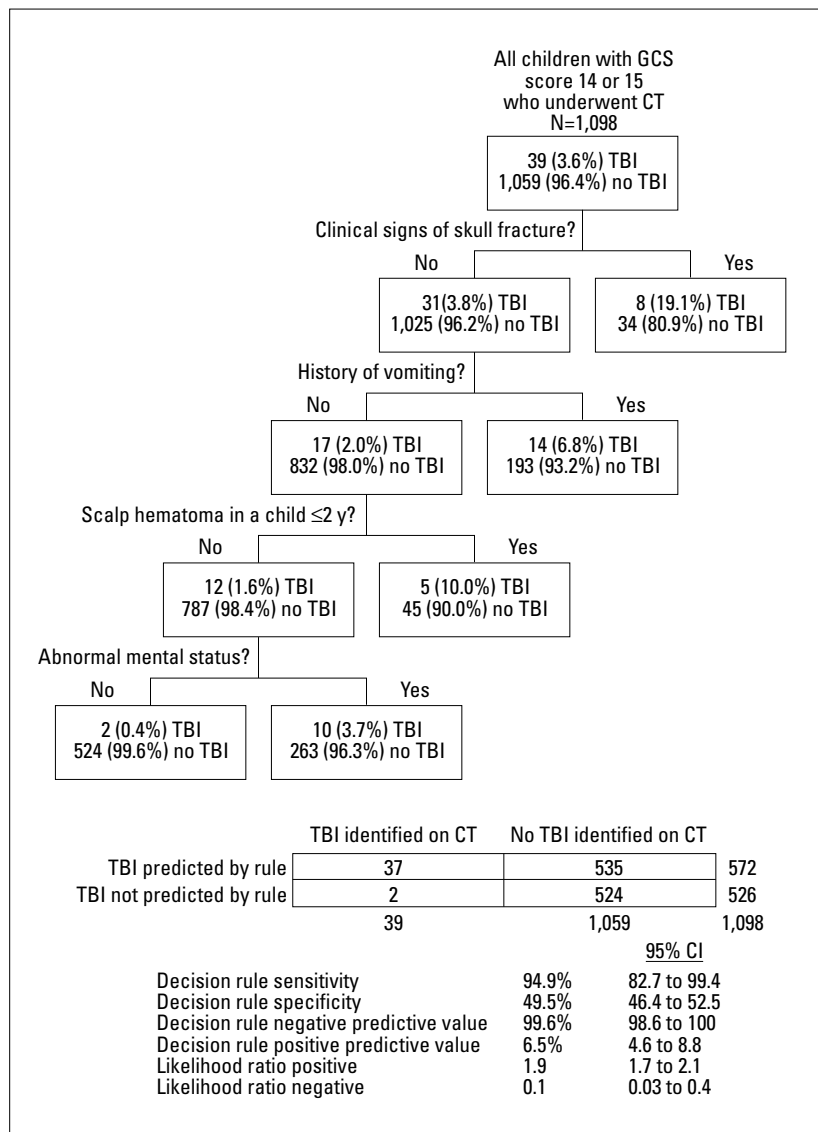 All children with GCS
score 14 or 15
who underwent CT
N=1,098
39 (3.6%) TBI
1,059 (96.4%) no TBI
Clinical signs of skull fracture?
No Yes
31(3.8%) TBI 8 (19.1%) TBI
1,025 (96.2%) no TBI 34 (80.9%) no TBI
History of vomiting?
No Yes
17 (2.0%) TBI 14 (6.8%) TBI
832 (98.0%) no TBI 193 (93.2%) no TBI
Scalp hematoma in a child ≤2 y?
No Yes
12 (1.6%) TBI 5 (10.0%) TBI
787 (98.4%) no TBI 45 (90.0%) no TBI
Abnormal mental status?
No Yes
2 (0.4%) TBI 10 (3.7%) TBI
524 (99.6%) no TBI 263 (96.3%) no TBI
TBI identified on CT No TBI identified on CT
TBI predicted by rule 37 535 572
TBI not predicted by rule 2 524 526
39 1,059 1,098
95% CI
Decision rule sensitivity 94.9% 82.7 to 99.4
Decision rule specificity 49.5% 46.4 to 52.5
Decision rule negative predictive value 99.6% 98.6 to 100
Decision rule positive predictive value 6.5% 4.6 to 8.8
Likelihood ratio positive 1.9 1.7 to 2.1
Likelihood ratio negative 0.1 0.03 to 0.4